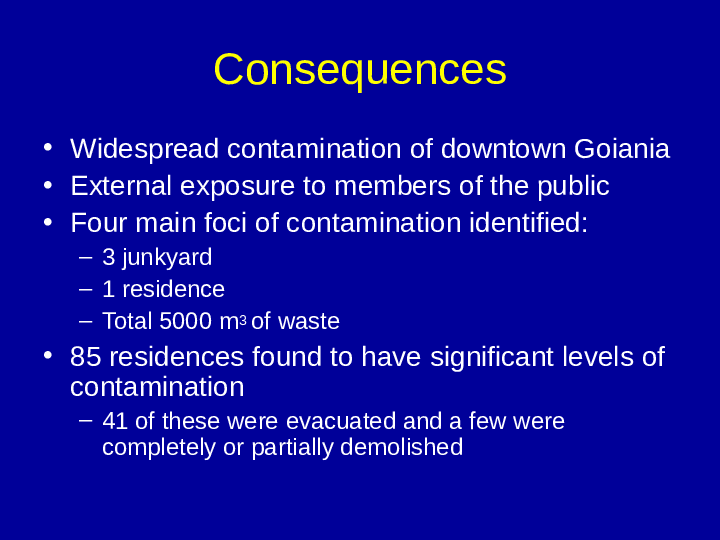 Consequences
• Widespread contamination of downtown Goiania
• External exposure to members of the public
• Four main foci of contamination identified:
– 3 junkyard
– 1 residence
– Total 5000 m³ of waste
• 85 residences found to have significant levels of
contamination
– 41 of these were evacuated and a few were
completely or partially demolished